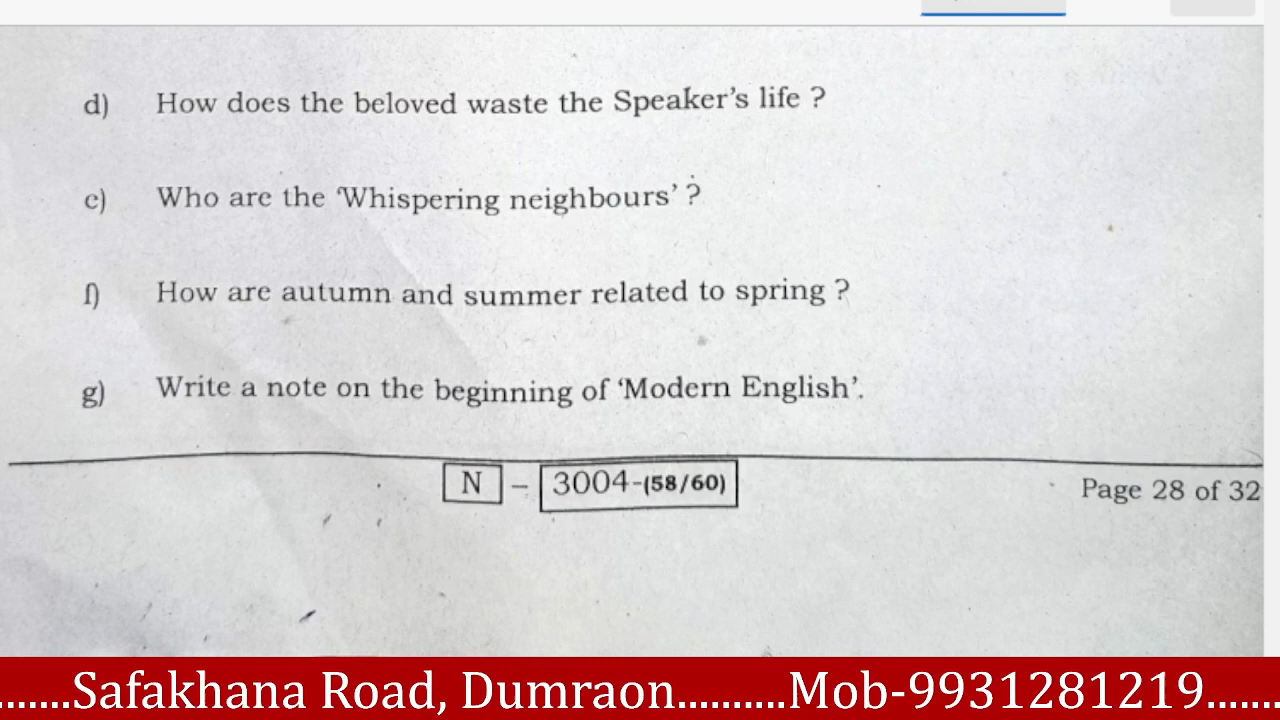 d) How does the beloved waste the Speaker's life ?
e) Who are the 'Whispering neighbours' ?
f) How are autumn and summer related to spring ?
g) Write a note on the beginning of 'Modern English'.
N – 3004-(58/60)
Page 28 of 32
.......Safakhana Road, Dumraon..........Mob-9931281219.......